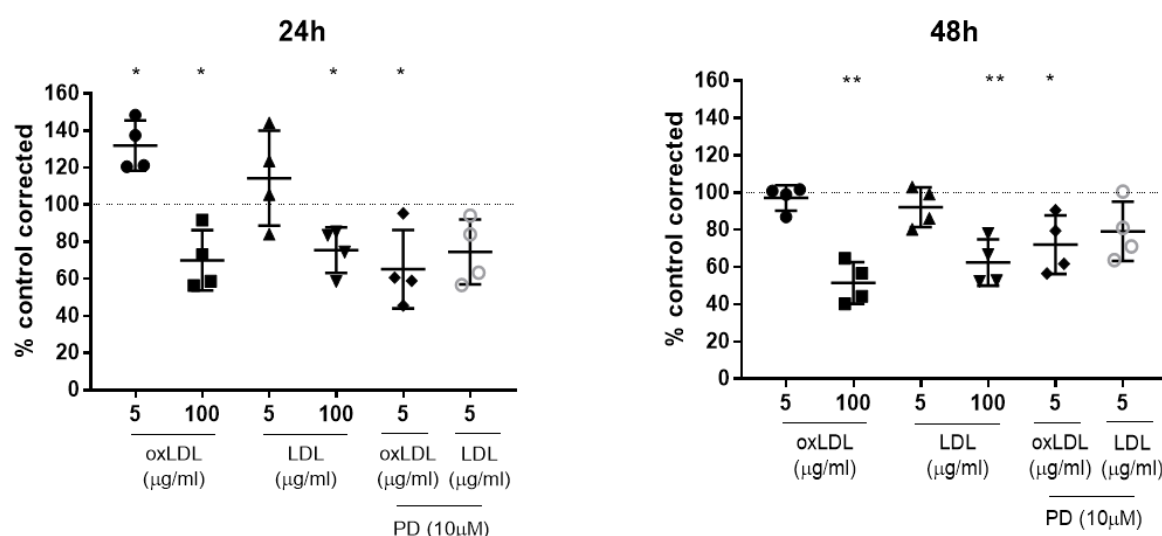 24h
* * * *
% control corrected
160
140
120
100
80
60
40
20
0
5 100 5 100 5 5
oxLDL LDL oxLDL LDL
(μg/ml) (μg/ml) (μg/ml) (μg/ml)
PD (10μM)
48h
** ** *
% control corrected
160
140
120
100
80
60
40
20
0
5 100 5 100 5 5
oxLDL LDL oxLDL LDL
(μg/ml) (μg/ml) (μg/ml) (μg/ml)
PD (10μM)